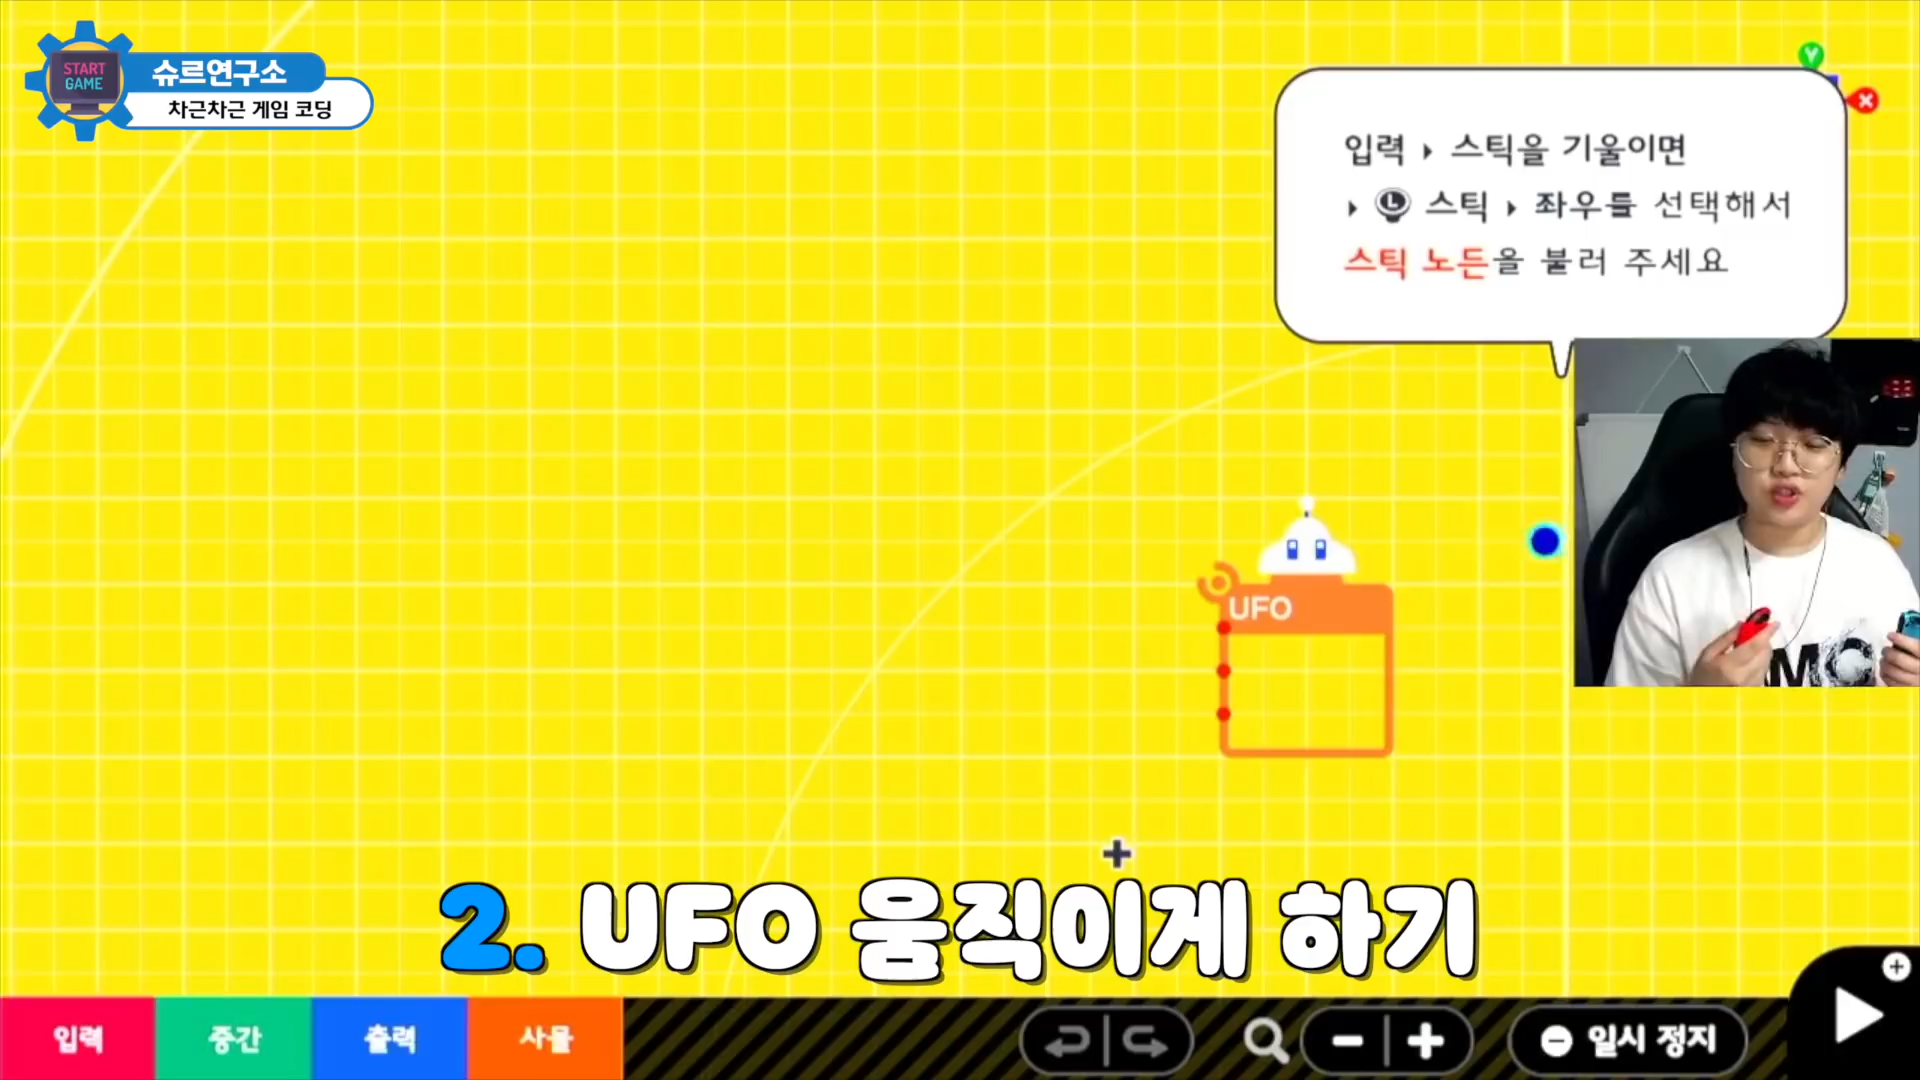 START
GAME
슈르연구소
차근차근 게임 코딩
Y
X
입력 ▸ 스틱을 기울이면
▸ L 스틱 ▸ 좌우를 선택해서
스틱 노든을 불러 주세요
UFO
2. UFO 움직이게 하기
입력
중간
출력
사물
일시 정지